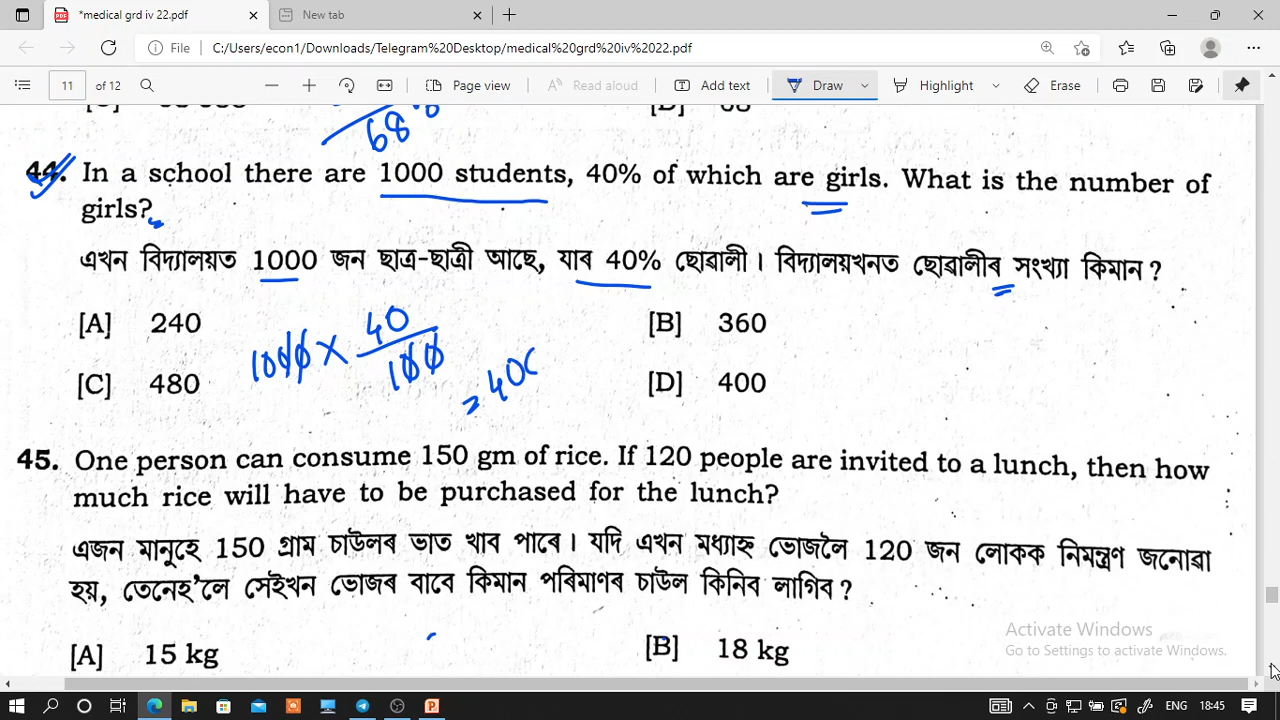 *medical grd iv 22.pdf
New tab
File
C:/Users/econ1/Downloads/Telegram%20Desktop/medical%20grd%20iv%2022.pdf
11 of 12
Page view
Read aloud
Add text
Draw
Highlight
Erase
68
44. In a school there are 1000 students, 40% of which are girls. What is the number of
girls?
এখন বিদ্যালয়ত 1000 জন ছাত্ৰ-ছাত্ৰী আছে, যাৰ 40% ছোৱালী। বিদ্যালয়খনত ছোৱালীৰ সংখ্যা কিমান?
[A] 240
[B] 360
1000 × 40/100
= 400
[C] 480
[D] 400
45. One person can consume 150 gm of rice. If 120 people are invited to a lunch, then how
much rice will have to be purchased for the lunch?
এজন মানুহে 150 গ্ৰাম চাউলৰ ভাত খাব পাৰে। যদি এখন মধ্যাহ্ন ভোজলৈ 120 জন লোকক নিমন্ত্ৰণ জনোৱা
হয়, তেনেহ'লে সেইখন ভোজৰ বাবে কিমান পৰিমাণৰ চাউল কিনিব লাগিব?
[A] 15 kg
[B] 18 kg
Activate Windows
Go to Settings to activate Windows.
ENG 18:45